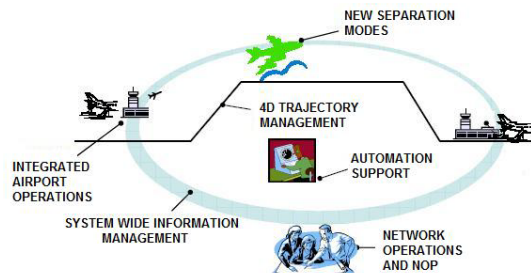 NEW SEPARATION
MODES
4D TRAJECTORY
MANAGEMENT
INTEGRATED
AIRPORT
OPERATIONS
AUTOMATION
SUPPORT
SYSTEM WIDE INFORMATION
MANAGEMENT
NETWORK
OPERATIONS
AND NOP